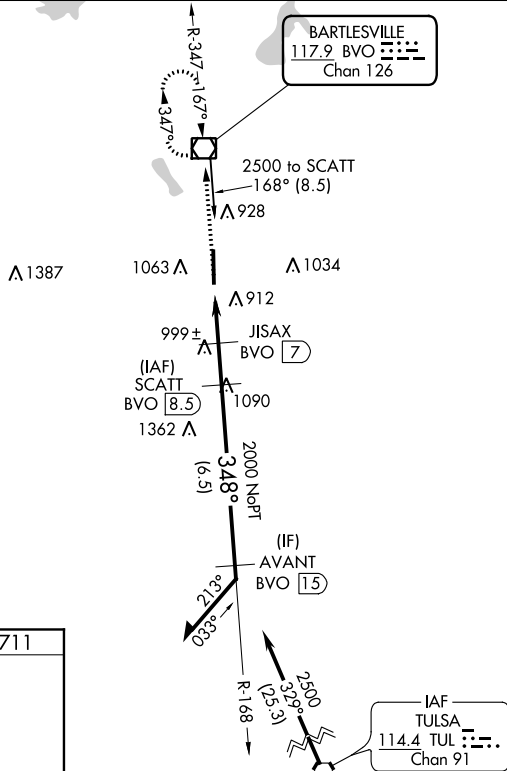 BARTLESVILLE
117.9 BVO
Chan 126
R-347
167°
347°
2500 to SCATT
168° (8.5)
928
1387
1063
1034
912
999±
JISAX
BVO 7
(IAF)
SCATT
BVO 8.5
1090
1362
2000 NoPT
348°
(6.5)
(IF)
AVANT
BVO 15
213°
033°
711
R-168
2500
329°
(25.3)
IAF
TULSA
114.4 TUL
Chan 91